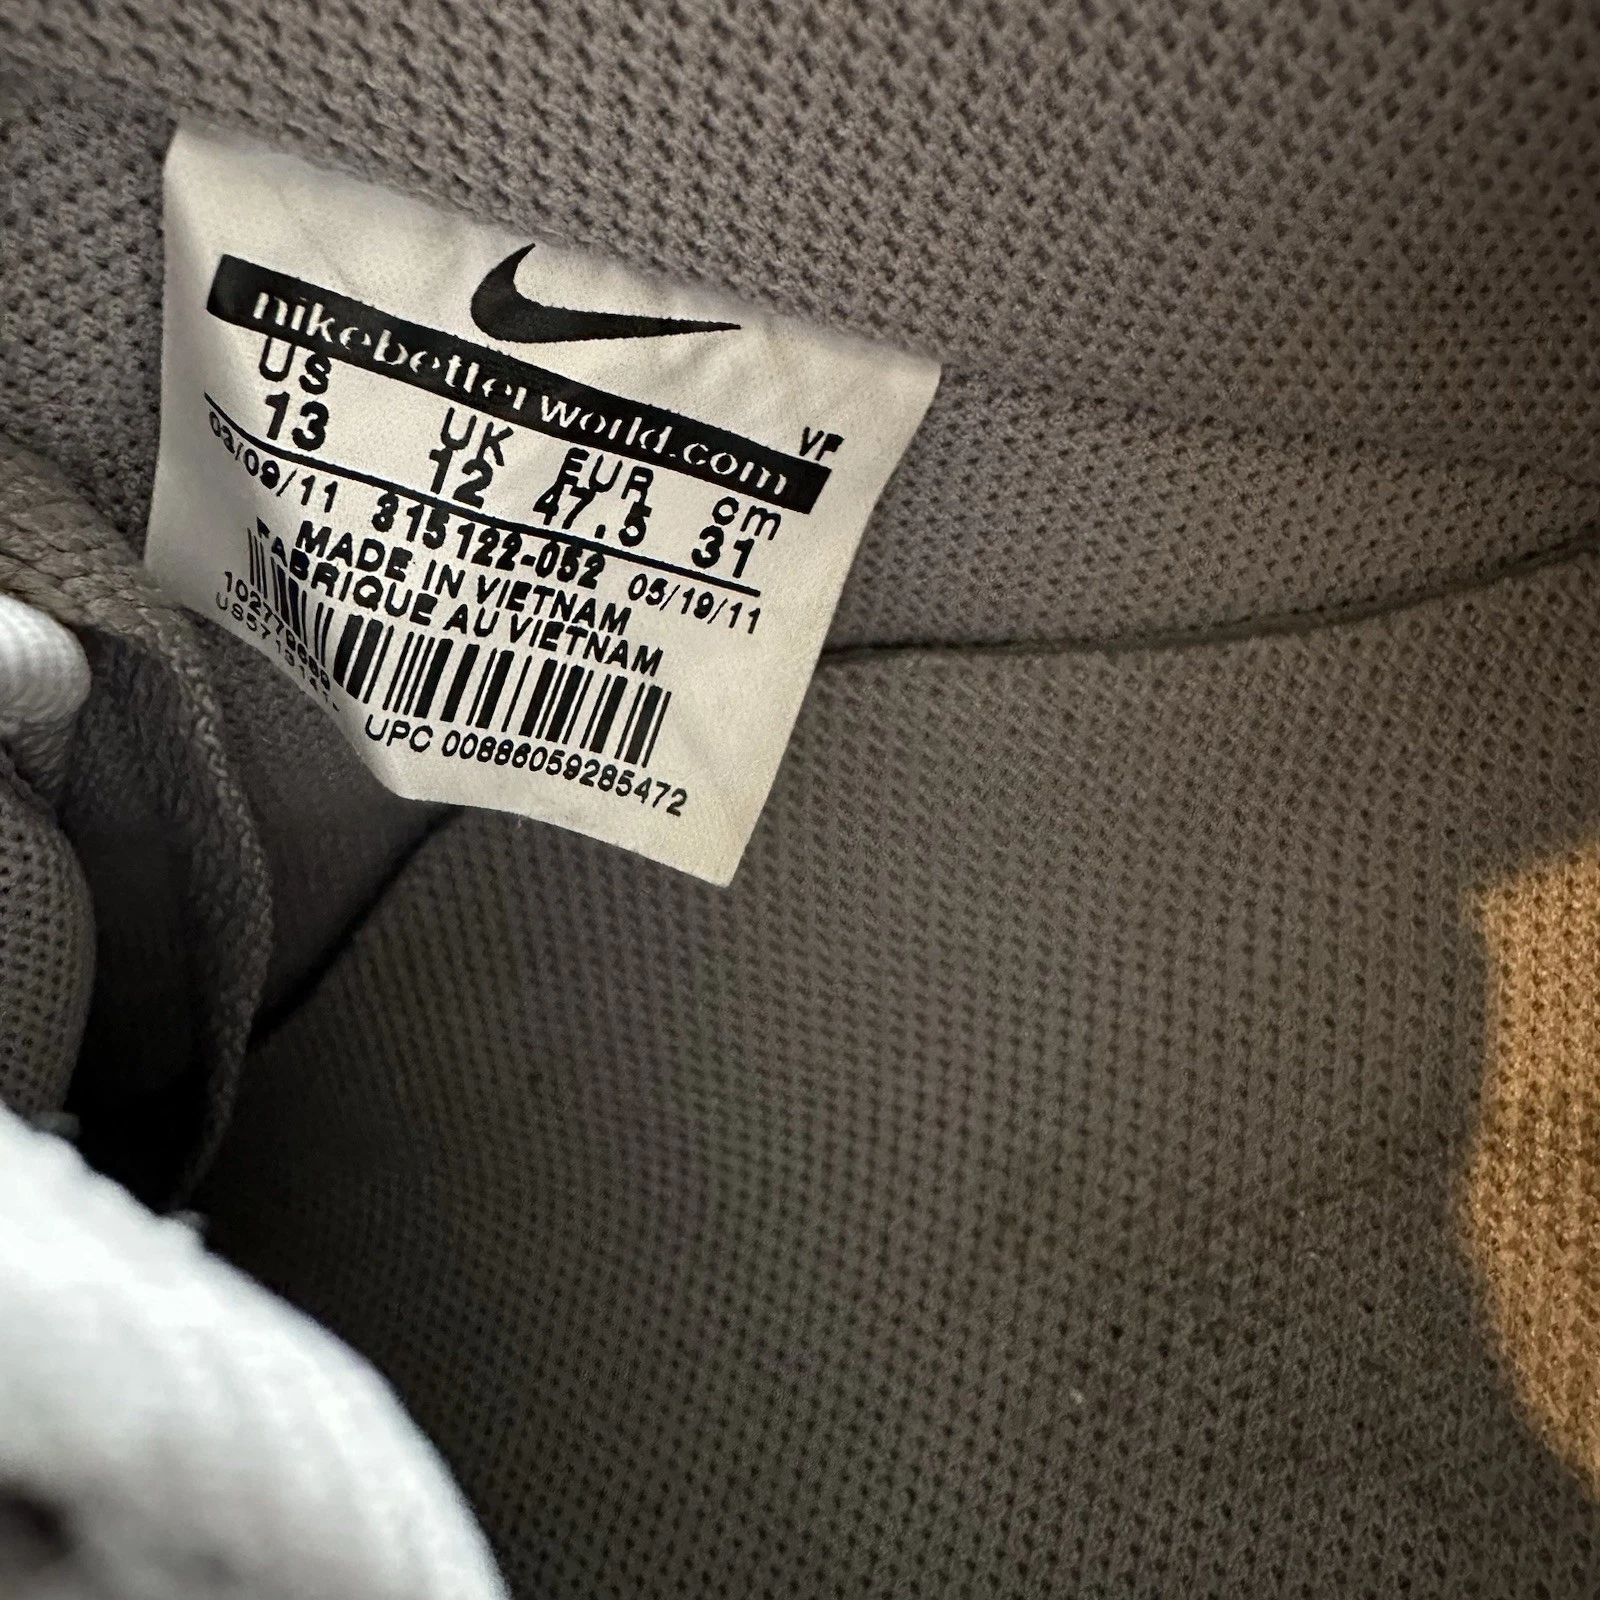 nikebetterworld.com
VF
US UK EUR cm
13 12 47.5 31
03/09/11 315122-052 05/19/11
MADE IN VIETNAM
FABRIQUE AU VIETNAM
UPC 00886059285472